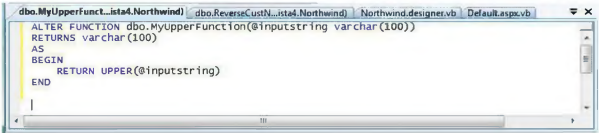 dbo.MyUpperFunct...ista4.Northwind) dbo.ReverseCustN...ista4.Northwind) Northwind.designer.vb Default.aspx.vb
ALTER FUNCTION dbo.MyUpperFunction(@inputstring varchar(100))
RETURNS varchar(100)
AS
BEGIN
RETURN UPPER(@inputstring)
END